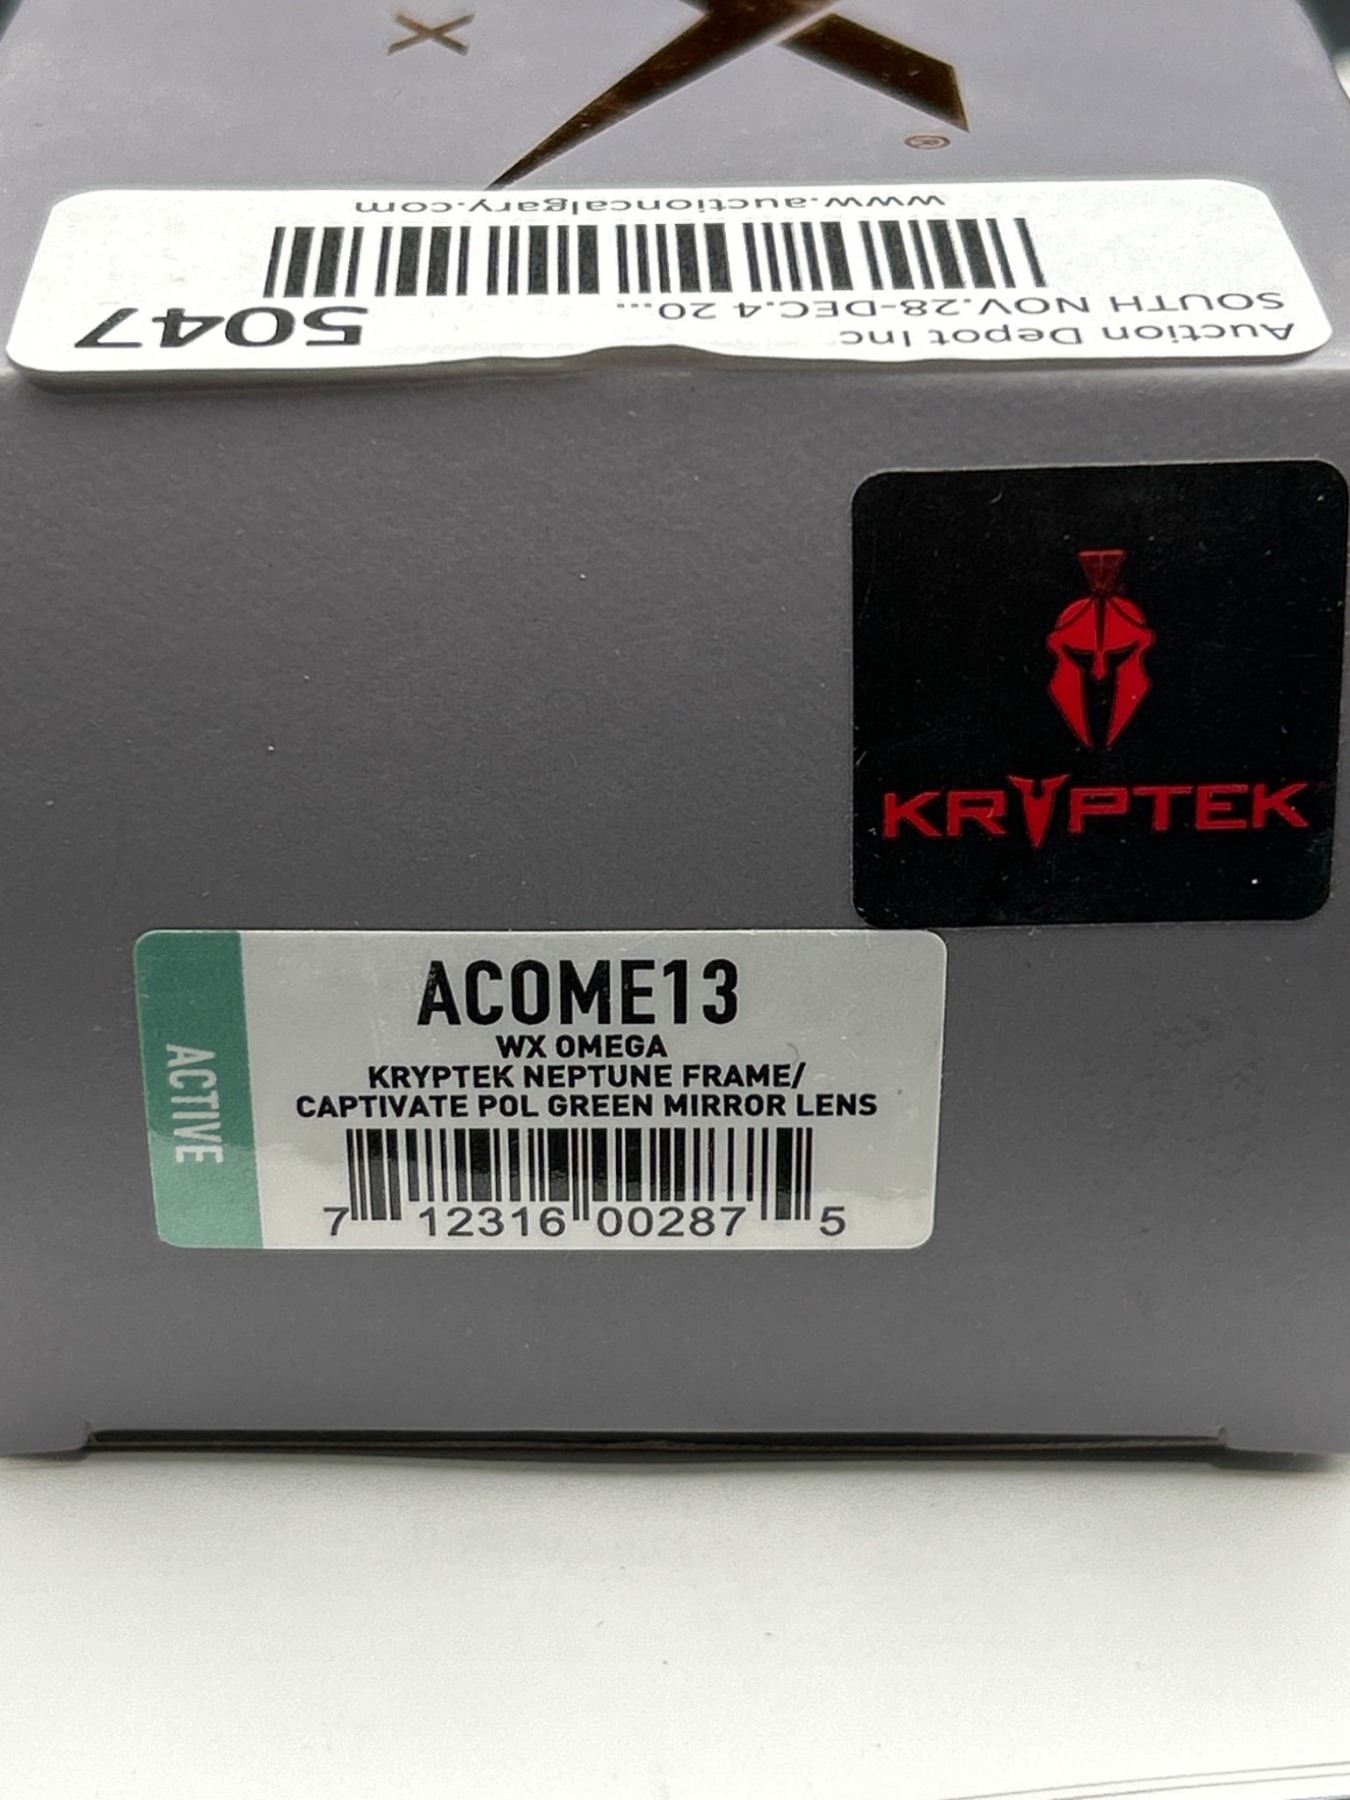 X
X
®
www.auctioncalgary.com
5047
Auction Depot Inc
SOUTH NOV.28-DEC.4 20...
KRYPTEK
ACTIVE
ACOME13
WX OMEGA
KRYPTEK NEPTUNE FRAME/
CAPTIVATE POL GREEN MIRROR LENS
7 12316 00287 5